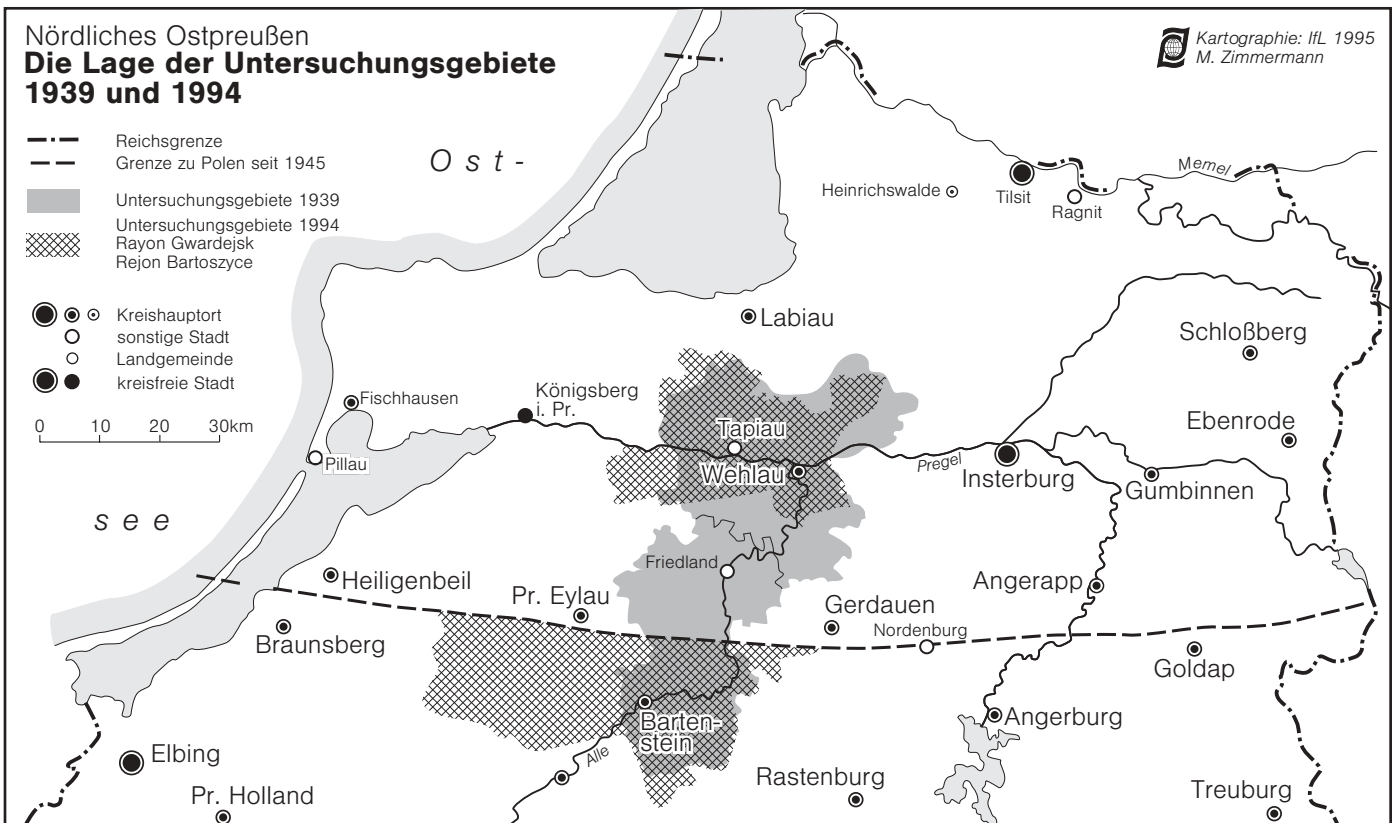 Nördliches Ostpreußen
Die Lage der Untersuchungsgebiete
1939 und 1994
Kartographie: IfL 1995
M. Zimmermann
Reichsgrenze
Grenze zu Polen seit 1945
Untersuchungsgebiete 1939
Untersuchungsgebiete 1994
Rayon Gwardejsk
Rejon Bartoszyce
Kreishauptort
sonstige Stadt
Landgemeinde
kreisfreie Stadt
0 10 20 30km
Ost-
see
Memel
Heinrichswalde
Tilsit
Ragnit
Labiau
Schloßberg
Fischhausen
Königsberg
i. Pr.
Tapiau
Ebenrode
Pillau
Wehlau
Pregel
Insterburg
Gumbinnen
Friedland
Heiligenbeil
Pr. Eylau
Angerapp
Gerdauen
Nordenburg
Braunsberg
Goldap
Barten-
stein
Angerburg
Alle
Elbing
Rastenburg
Pr. Holland
Treuburg